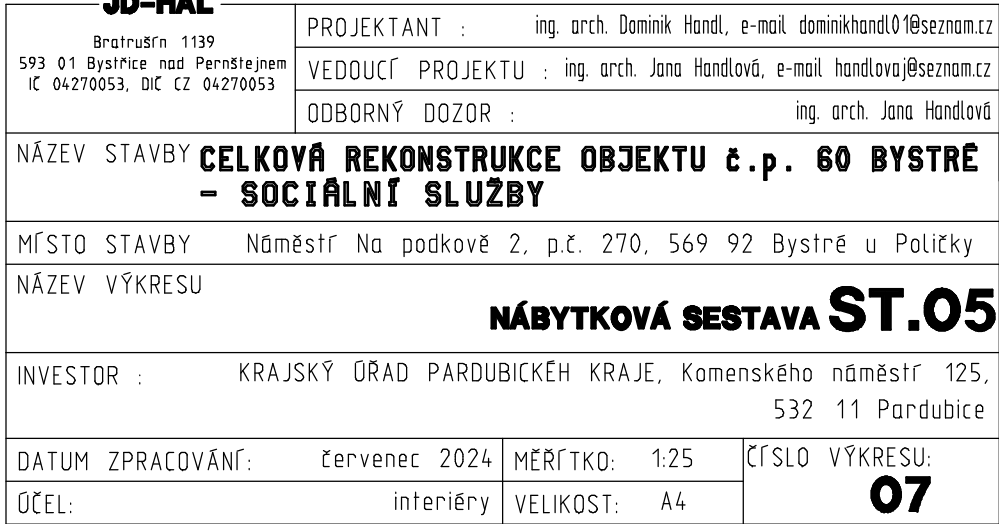 JD-HAL
Bratrušín 1139
593 01 Bystřice nad Pernštejnem
IČ 04270053, DIČ CZ 04270053
PROJEKTANT : ing. arch. Dominik Handl, e-mail dominikhandl01@seznam.cz
VEDOUCÍ PROJEKTU : ing. arch. Jana Handlová, e-mail handlovaj@seznam.cz
ODBORNÝ DOZOR : ing. arch. Jana Handlová
NÁZEV STAVBY CELKOVÁ REKONSTRUKCE OBJEKTU č.p. 60 BYSTRÉ
- SOCIÁLNÍ SLUŽBY
MÍSTO STAVBY Náměstí Na podkově 2, p.č. 270, 569 92 Bystré u Poličky
NÁZEV VÝKRESU
NÁBYTKOVÁ SESTAVA ST.05
INVESTOR : KRAJSKÝ ÚŘAD PARDUBICKÉH KRAJE, Komenského náměstí 125,
532 11 Pardubice
DATUM ZPRACOVÁNÍ: červenec 2024 MĚŘÍTKO: 1:25 ČÍSLO VÝKRESU:
ÚČEL: interiéry VELIKOST: A4 07